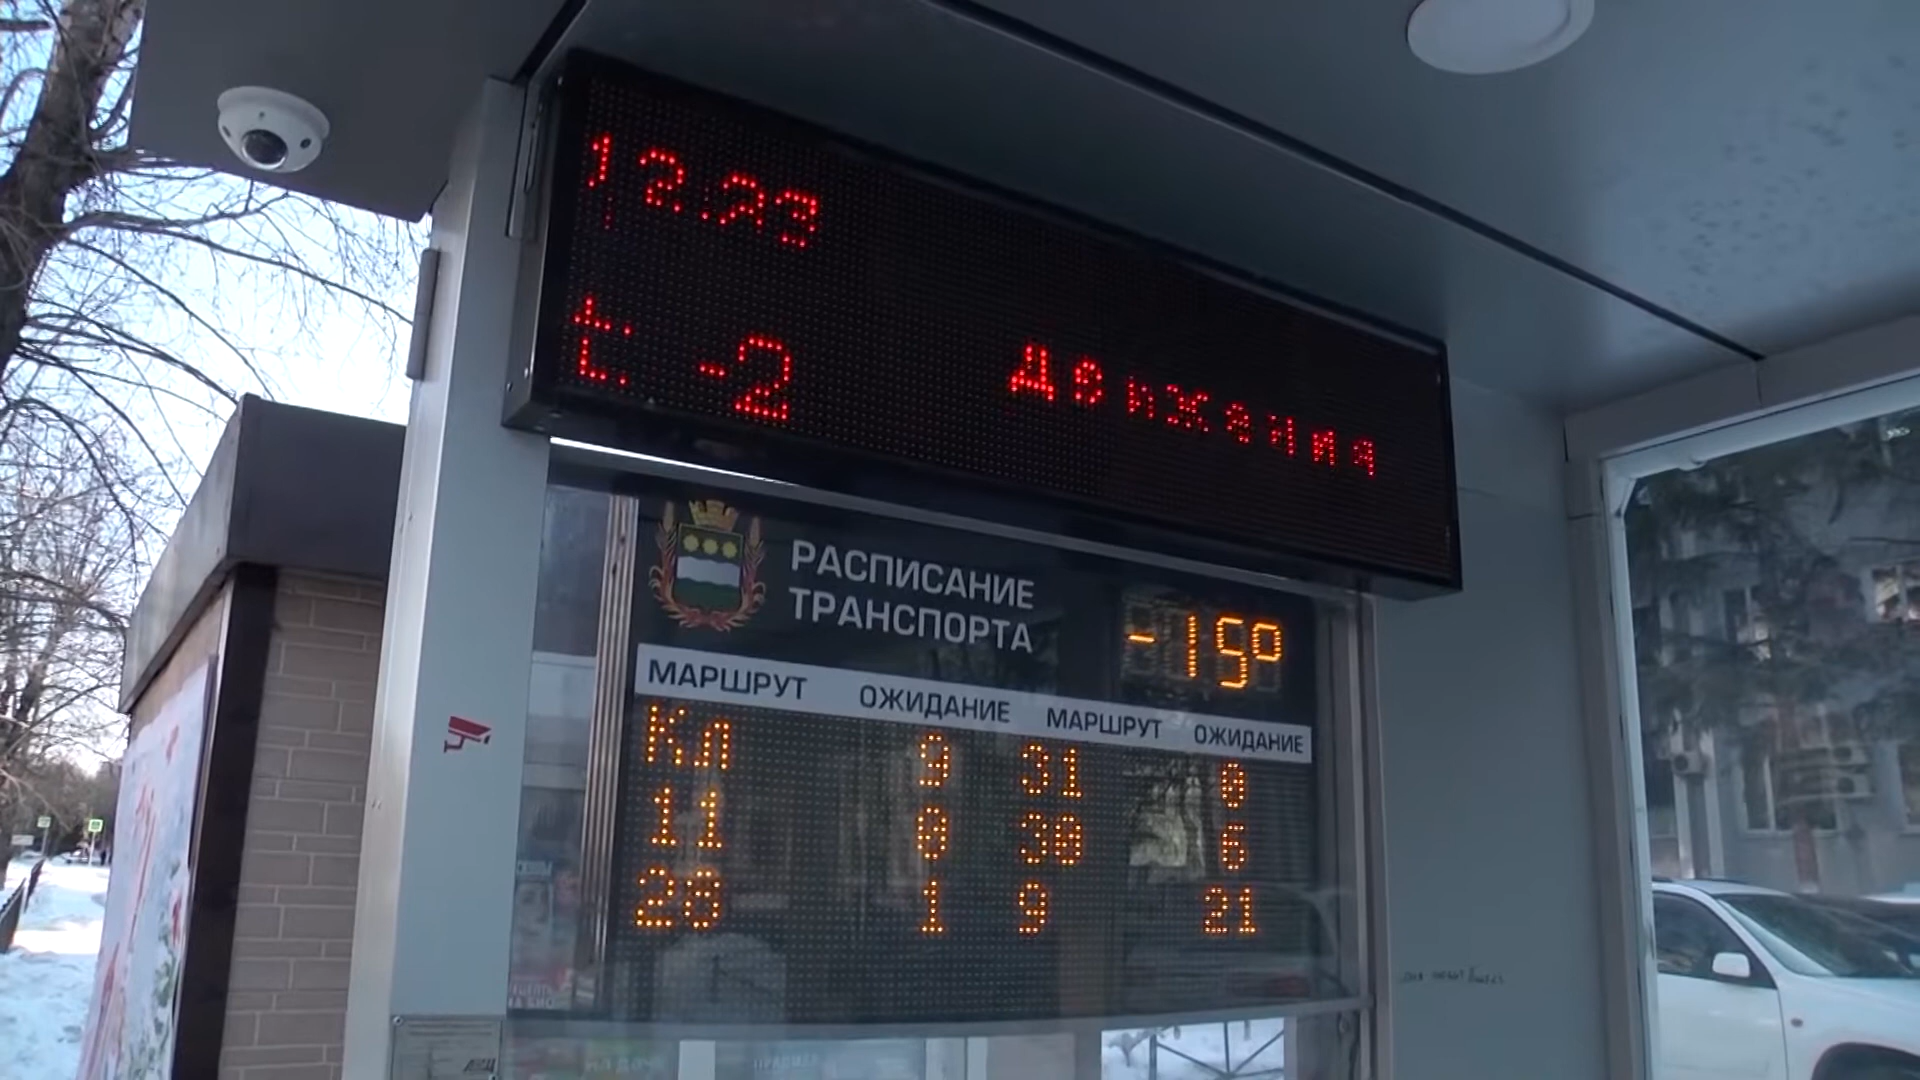 12:23
t: -2
Движения
РАСПИСАНИЕ
ТРАНСПОРТА
-15°
МАРШРУТ ОЖИДАНИЕ МАРШРУТ ОЖИДАНИЕ
Кл 9 31 0
11 0 30 6
28 1 9 21